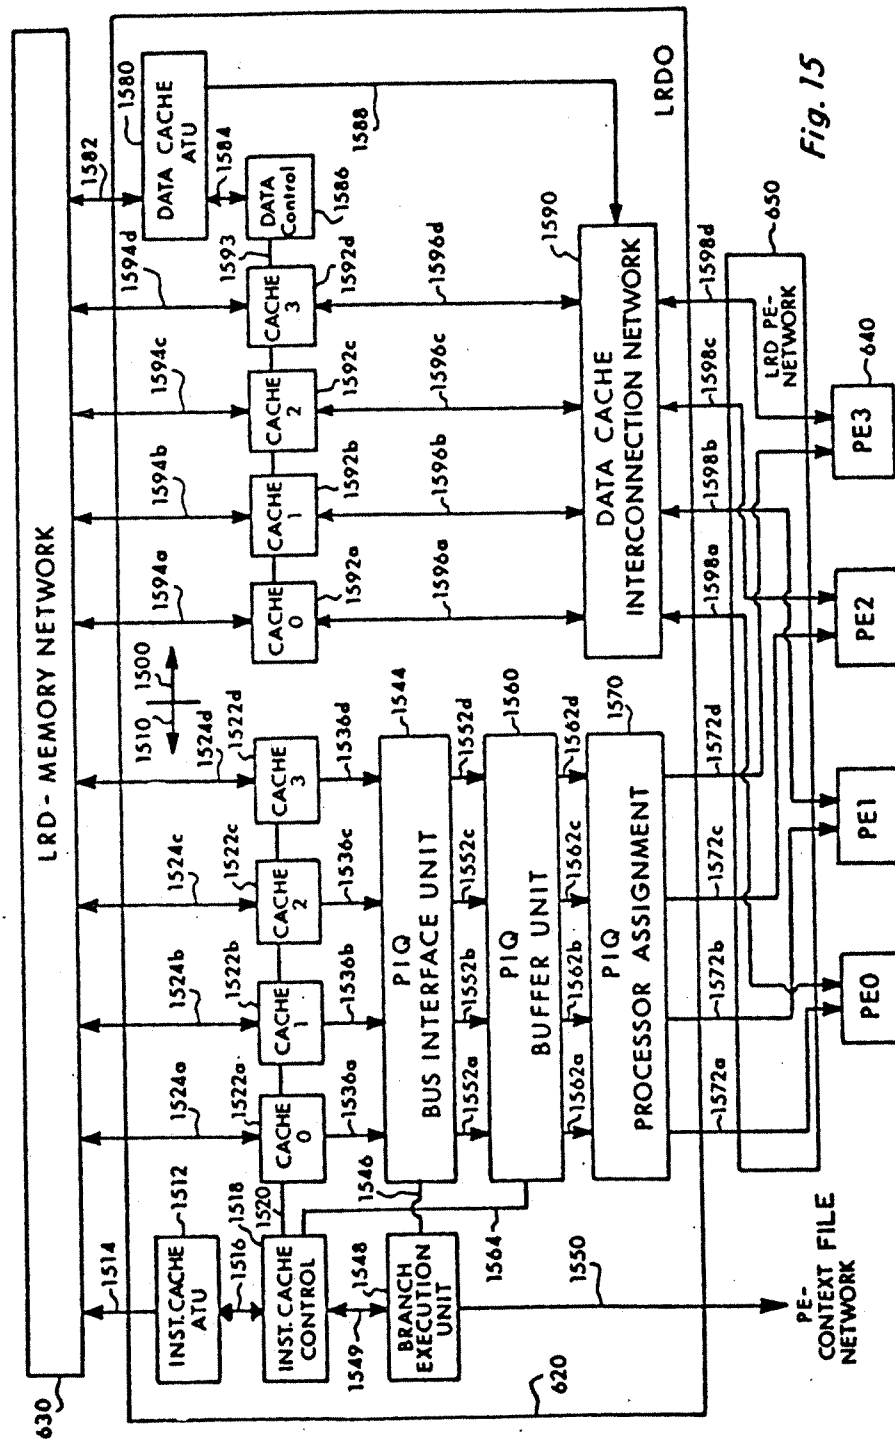 LRD - MEMORY NETWORK
630
1514
INST. CACHE
ATU
1512
1516
1518
INST. CACHE
CONTROL
1520
1549
1548
BRANCH
EXECUTION
UNIT
1546
1564
1550
PE-
CONTEXT FILE
NETWORK
620
1524a
1524b
1524c
1524d
1522a
1522b
1522c
1522d
CACHE
0
CACHE
1
CACHE
2
CACHE
3
1536a
1536b
1536c
1536d
PIQ
BUS INTERFACE UNIT
1544
1552a
1552b
1552c
1552d
PIQ
BUFFER UNIT
1560
1562a
1562b
1562c
1562d
PIQ
PROCESSOR ASSIGNMENT
1570
1572a
1572b
1572c
1572d
1510
1500
1594a
1594b
1594c
1594d
1582
CACHE
0
CACHE
1
CACHE
2
CACHE
3
1592a
1592b
1592c
1592d
1593
DATA CACHE
ATU
1580
1584
DATA
Control
1586
1588
1596a
1596b
1596c
1596d
DATA CACHE
INTERCONNECTION NETWORK
1590
LRDO
1598a
1598b
1598c
1598d
LRD PE-
NETWORK
650
PE0
PE1
PE2
PE3
640
Fig. 15